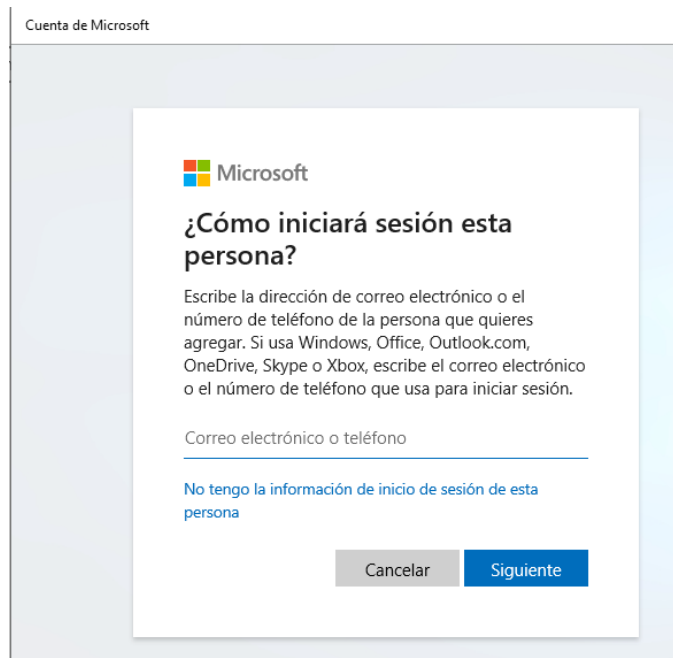 Cuenta de Microsoft
Microsoft
¿Cómo iniciará sesión esta
persona?
Escribe la dirección de correo electrónico o el
número de teléfono de la persona que quieres
agregar. Si usa Windows, Office, Outlook.com,
OneDrive, Skype o Xbox, escribe el correo electrónico
o el número de teléfono que usa para iniciar sesión.
Correo electrónico o teléfono
No tengo la información de inicio de sesión de esta
persona
Cancelar
Siguiente